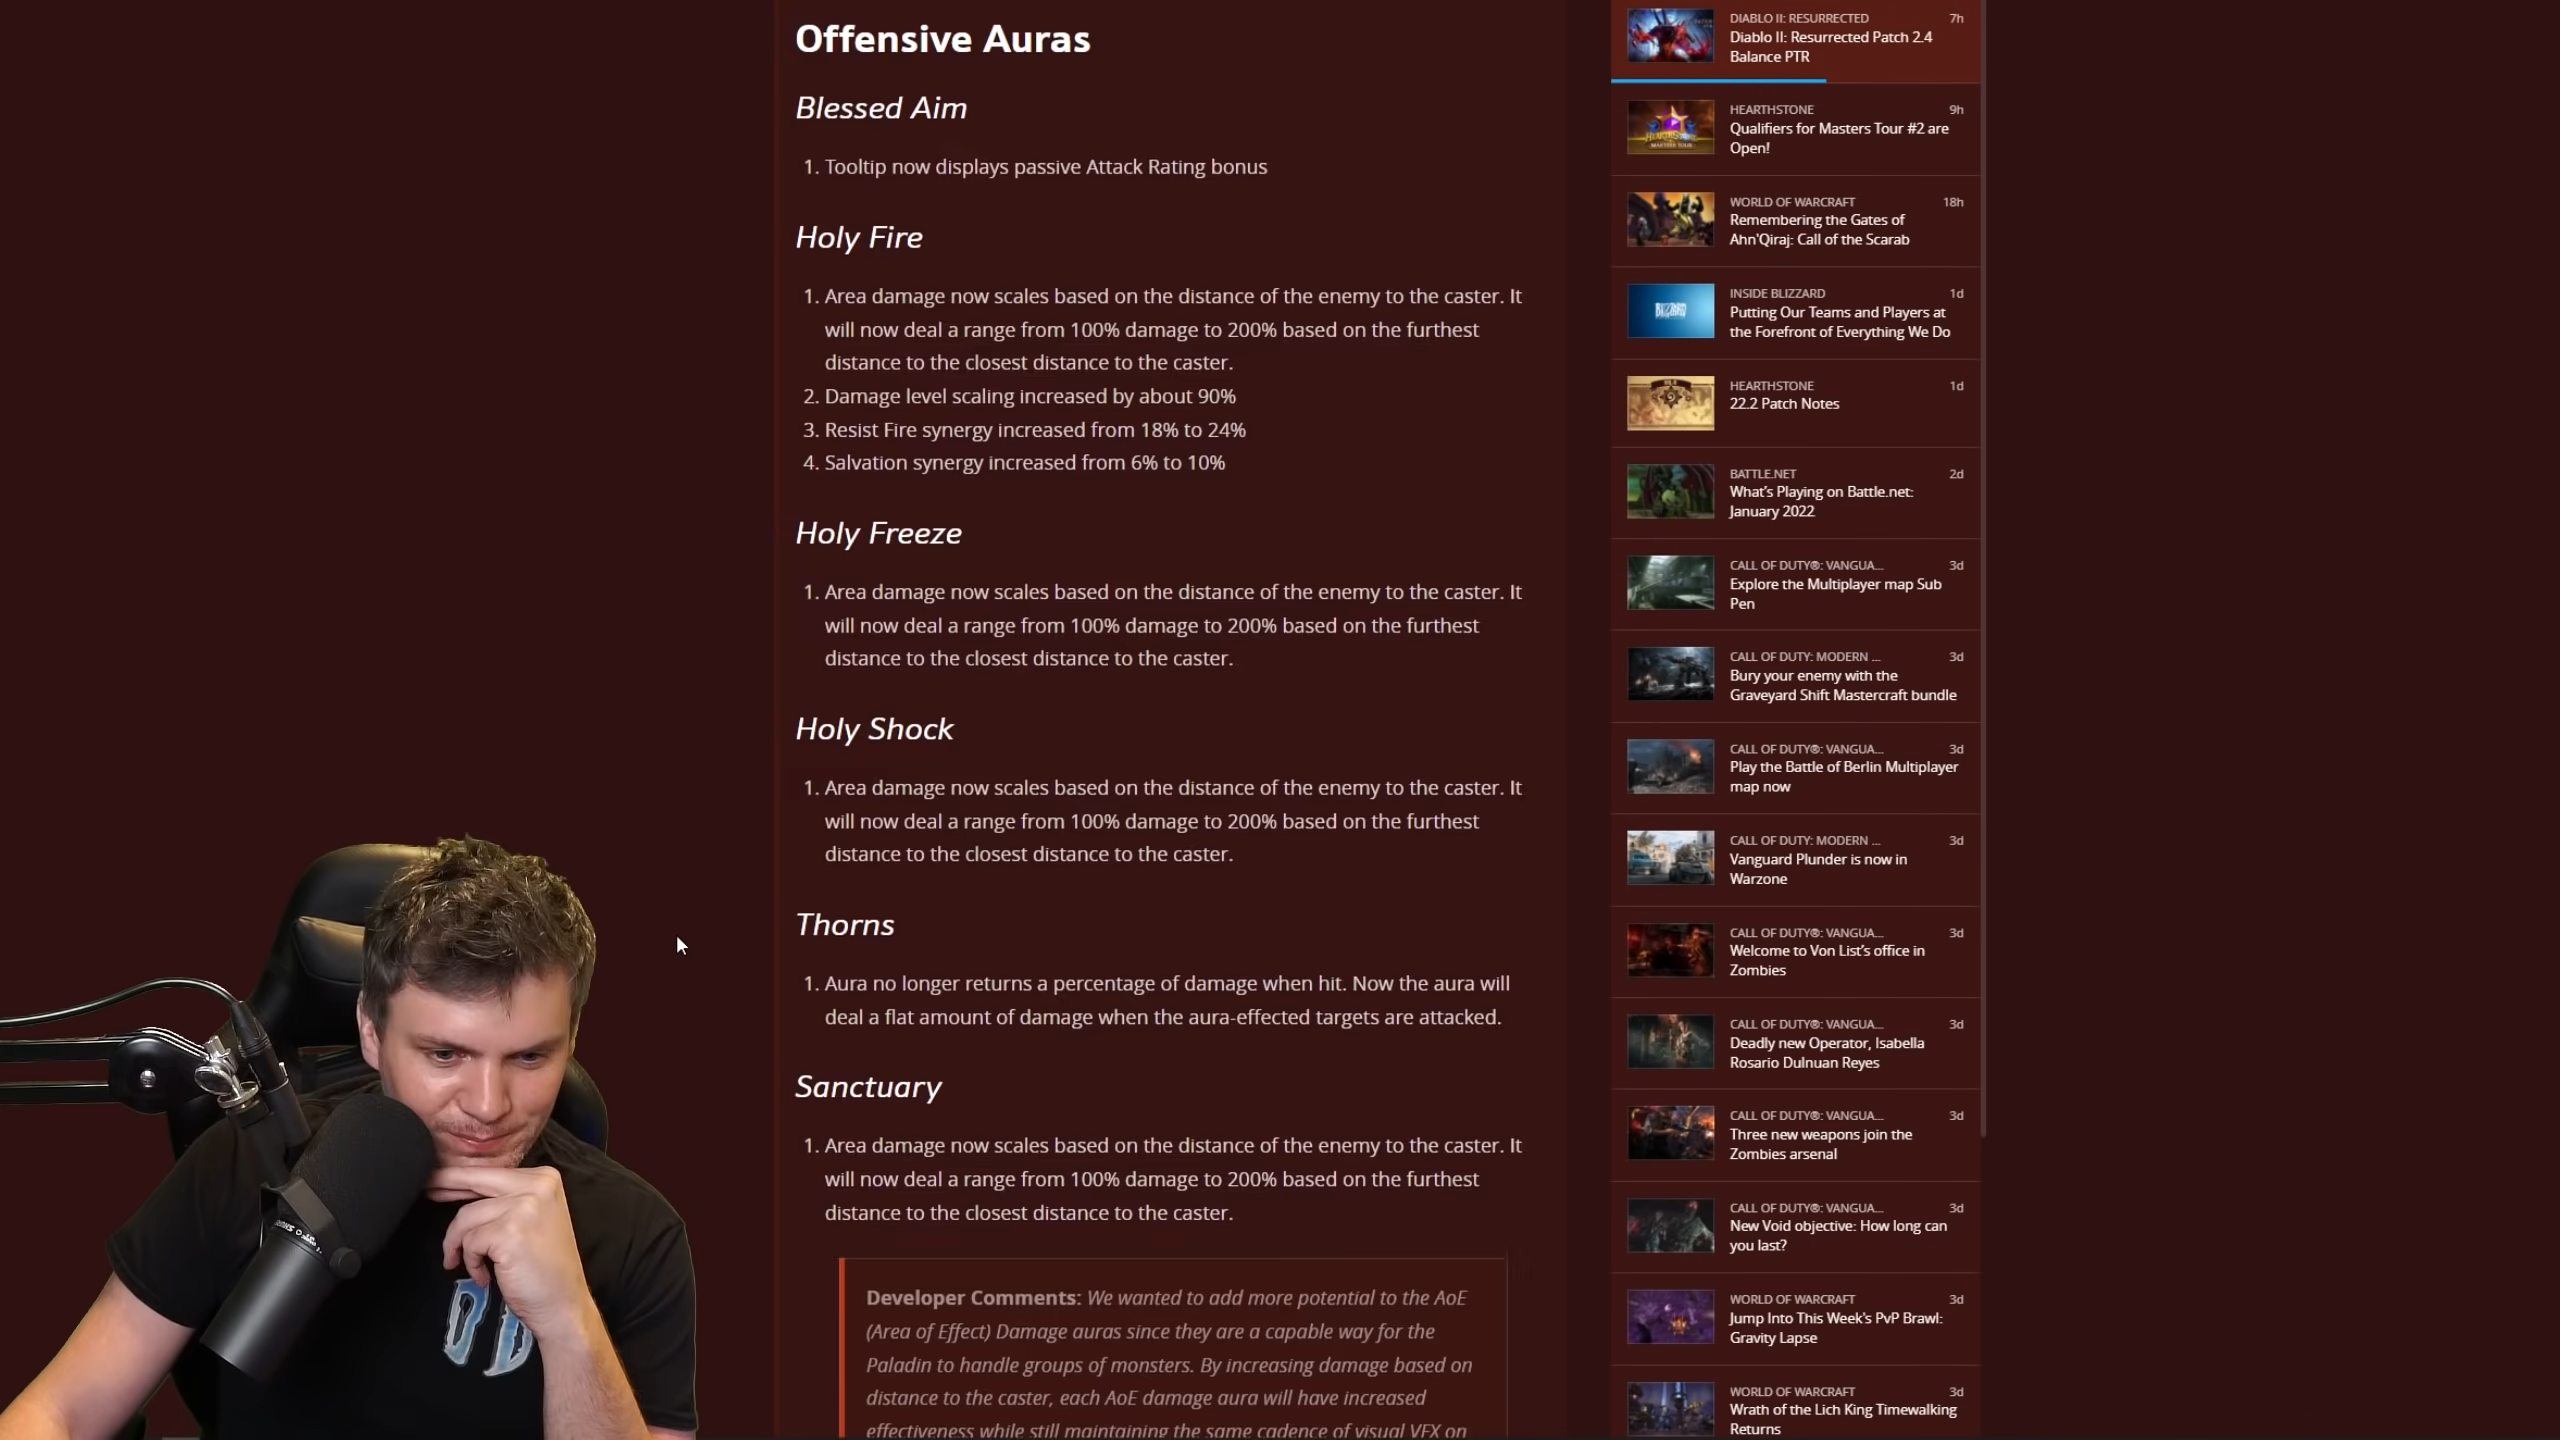 Offensive Auras
Blessed Aim
1. Tooltip now displays passive Attack Rating bonus
Holy Fire
1. Area damage now scales based on the distance of the enemy to the caster. It
will now deal a range from 100% damage to 200% based on the furthest
distance to the closest distance to the caster.
2. Damage level scaling increased by about 90%
3. Resist Fire synergy increased from 18% to 24%
4. Salvation synergy increased from 6% to 10%
Holy Freeze
1. Area damage now scales based on the distance of the enemy to the caster. It
will now deal a range from 100% damage to 200% based on the furthest
distance to the closest distance to the caster.
Holy Shock
1. Area damage now scales based on the distance of the enemy to the caster. It
will now deal a range from 100% damage to 200% based on the furthest
distance to the closest distance to the caster.
Thorns
1. Aura no longer returns a percentage of damage when hit. Now the aura will
deal a flat amount of damage when the aura-effected targets are attacked.
Sanctuary
1. Area damage now scales based on the distance of the enemy to the caster. It
will now deal a range from 100% damage to 200% based on the furthest
distance to the closest distance to the caster.
Developer Comments: We wanted to add more potential to the AoE
(Area of Effect) Damage auras since they are a capable way for the
Paladin to handle groups of monsters. By increasing damage based on
distance to the caster, each AoE damage aura will have increased
effectiveness while still maintaining the same cadence of visual VFX on
DIABLO II: RESURRECTED 7h
Diablo II: Resurrected Patch 2.4
Balance PTR
HEARTHSTONE 9h
Qualifiers for Masters Tour #2 are
Open!
WORLD OF WARCRAFT 18h
Remembering the Gates of
Ahn'Qiraj: Call of the Scarab
INSIDE BLIZZARD 1d
Putting Our Teams and Players at
the Forefront of Everything We Do
HEARTHSTONE 1d
22.2 Patch Notes
BATTLE.NET 2d
What's Playing on Battle.net:
January 2022
CALL OF DUTY®: VANGUA... 3d
Explore the Multiplayer map Sub
Pen
CALL OF DUTY: MODERN ... 3d
Bury your enemy with the
Graveyard Shift Mastercraft bundle
CALL OF DUTY®: VANGUA... 3d
Play the Battle of Berlin Multiplayer
map now
CALL OF DUTY: MODERN ... 3d
Vanguard Plunder is now in
Warzone
CALL OF DUTY®: VANGUA... 3d
Welcome to Von List's office in
Zombies
CALL OF DUTY®: VANGUA... 3d
Deadly new Operator, Isabella
Rosario Dulnuan Reyes
CALL OF DUTY®: VANGUA... 3d
Three new weapons join the
Zombies arsenal
CALL OF DUTY®: VANGUA... 3d
New Void objective: How long can
you last?
WORLD OF WARCRAFT 3d
Jump Into This Week's PvP Brawl:
Gravity Lapse
WORLD OF WARCRAFT 3d
Wrath of the Lich King Timewalking
Returns